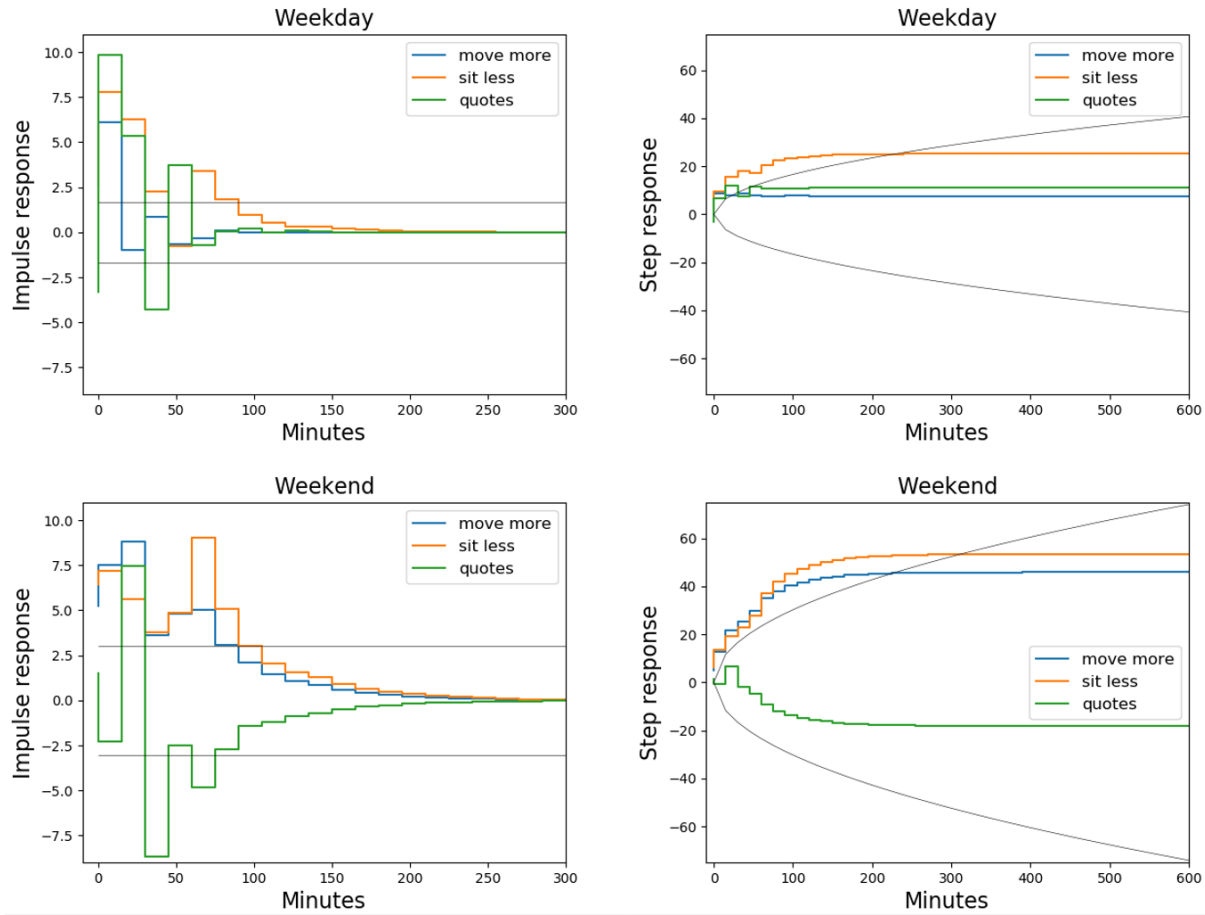 Weekday
Impulse response
10.0
7.5
5.0
2.5
0.0
−2.5
−5.0
−7.5
move more
sit less
quotes
0 50 100 150 200 250 300
Minutes
Weekday
Step response
60
40
20
0
−20
−40
−60
move more
sit less
quotes
0 100 200 300 400 500 600
Minutes
Weekend
Impulse response
10.0
7.5
5.0
2.5
0.0
−2.5
−5.0
−7.5
move more
sit less
quotes
0 50 100 150 200 250 300
Minutes
Weekend
Step response
60
40
20
0
−20
−40
−60
move more
sit less
quotes
0 100 200 300 400 500 600
Minutes